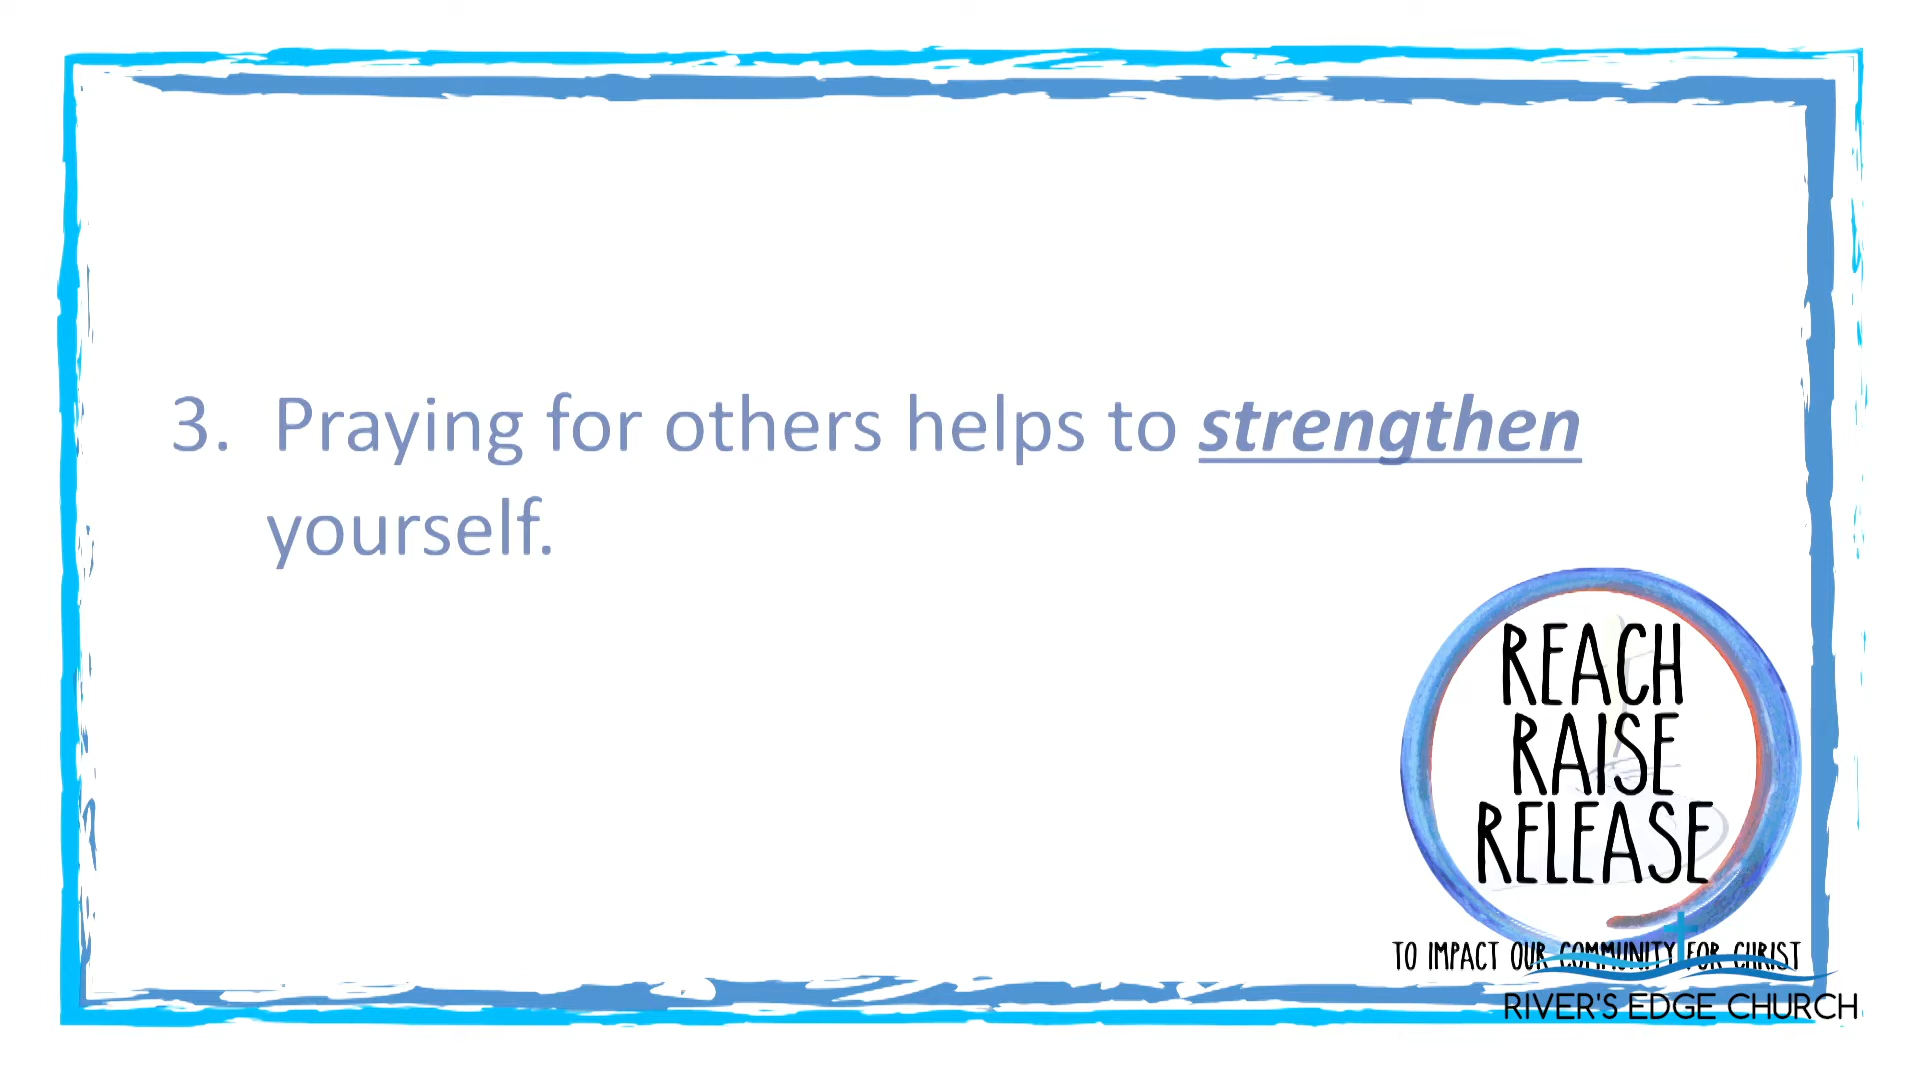 3. Praying for others helps to strengthen
yourself.
REACH
RAISE
RELEASE
TO IMPACT OUR COMMUNITY FOR CHRIST
RIVER'S EDGE CHURCH